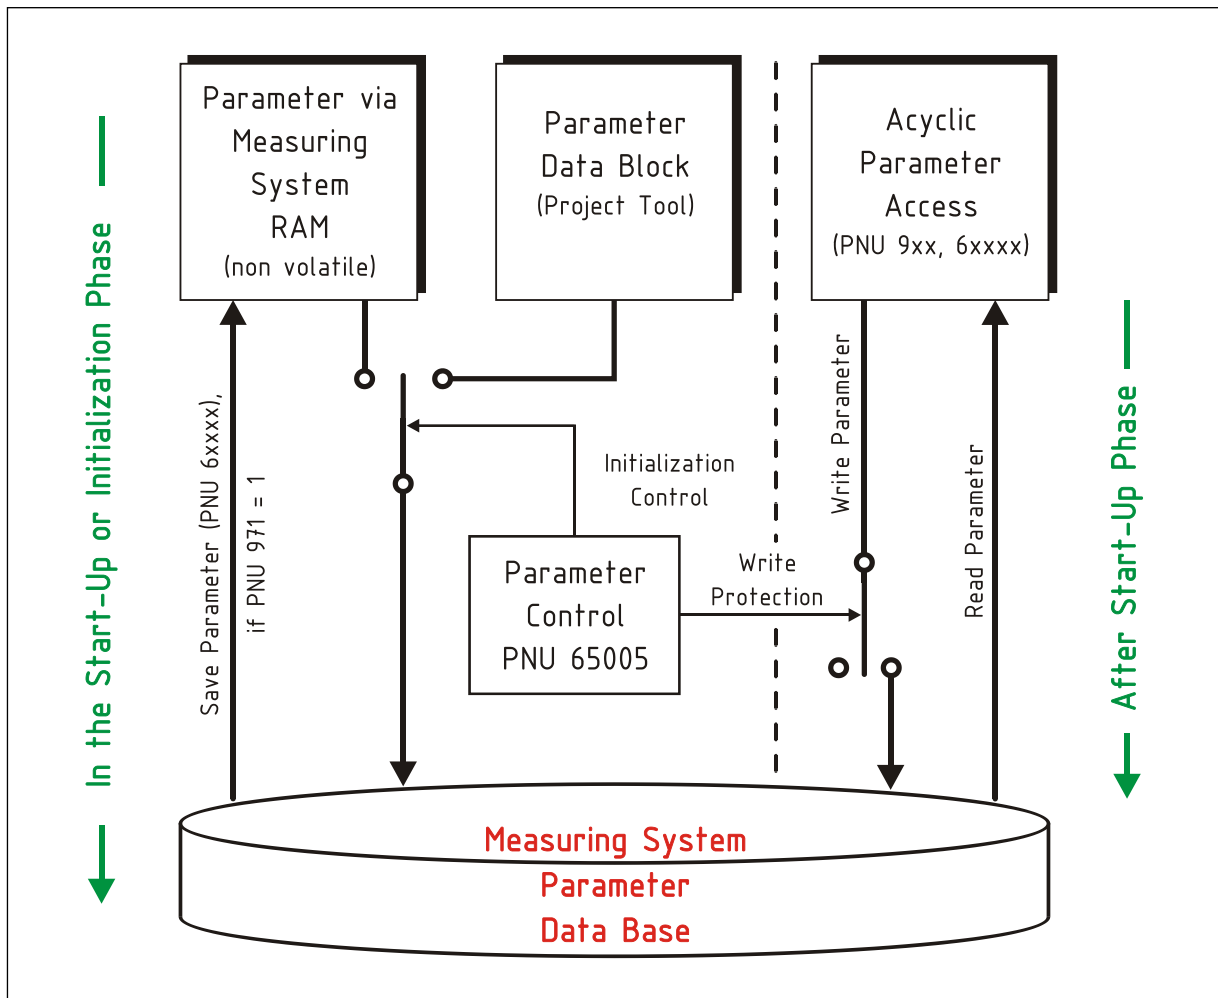 Parameter via
Measuring
System
RAM
(non volatile)
Parameter
Data Block
(Project Tool)
Acyclic
Parameter
Access
(PNU 9xx, 6xxxx)
In the Start-Up or Initialization Phase
Save Parameter (PNU 6xxxx),
if PNU 971 = 1
Initialization
Control
Parameter
Control
PNU 65005
Write
Protection
Write Parameter
Read Parameter
After Start-Up Phase
Measuring System
Parameter
Data Base